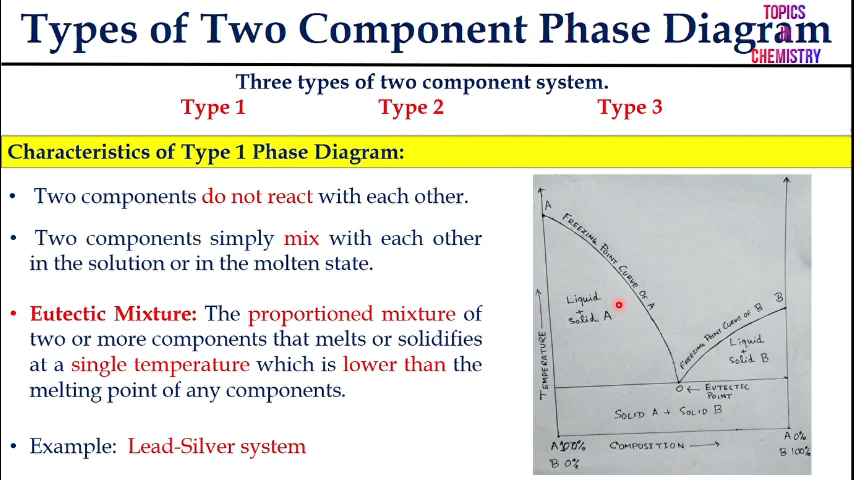 Types of Two Component Phase Diagram
TOPICS
IN
CHEMISTRY
Three types of two component system.
Type 1 Type 2 Type 3
Characteristics of Type 1 Phase Diagram:
• Two components do not react with each other.
• Two components simply mix with each other
in the solution or in the molten state.
• Eutectic Mixture: The proportioned mixture of
two or more components that melts or solidifies
at a single temperature which is lower than the
melting point of any components.
• Example: Lead-Silver system
A
FREEZING POINT CURVE OF A
Liquid
+
Solid A
B
FREEZING POINT CURVE OF B
Liquid
+
Solid B
TEMPERATURE →
O ← EUTECTIC
POINT
SOLID A + SOLID B
A 100% COMPOSITION → A 0%
B 0% B 100%